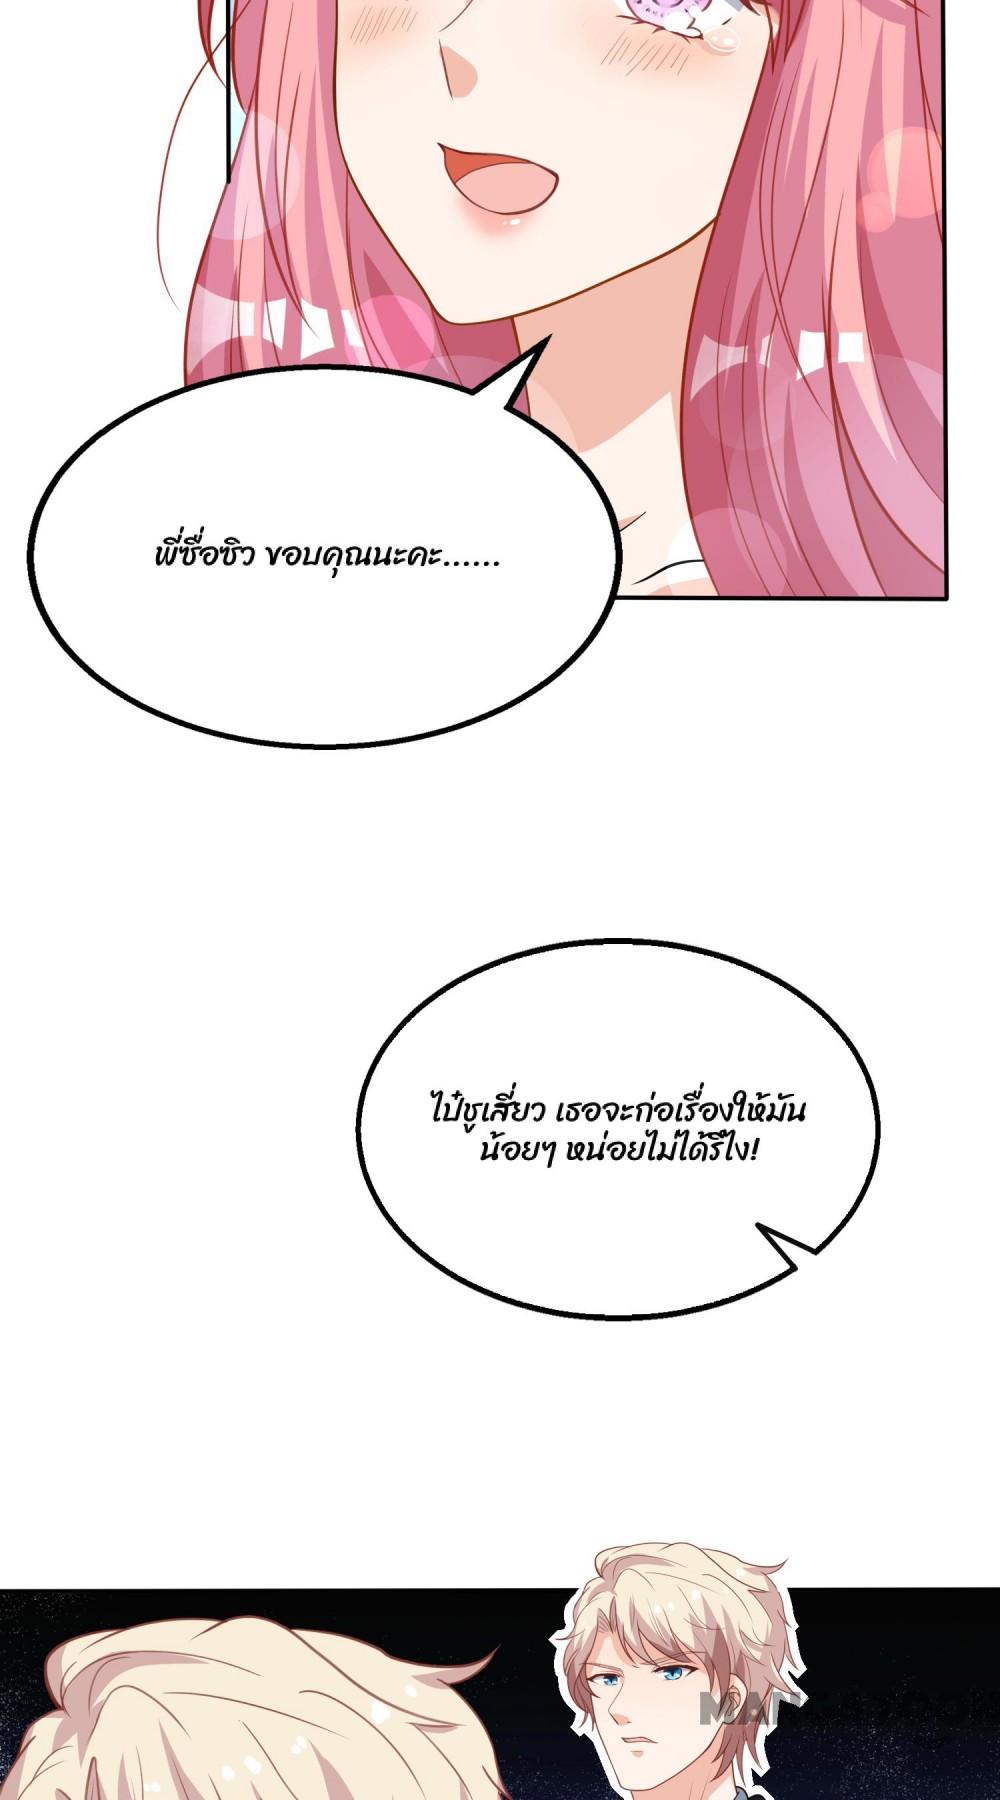 พี่ซื่อซิว ขอบคุณนะคะ......
ไป๋ชูเสี่ยว เธอจะก่อเรื่องให้มัน
น้อยๆ หน่อยไม่ได้รึไง!